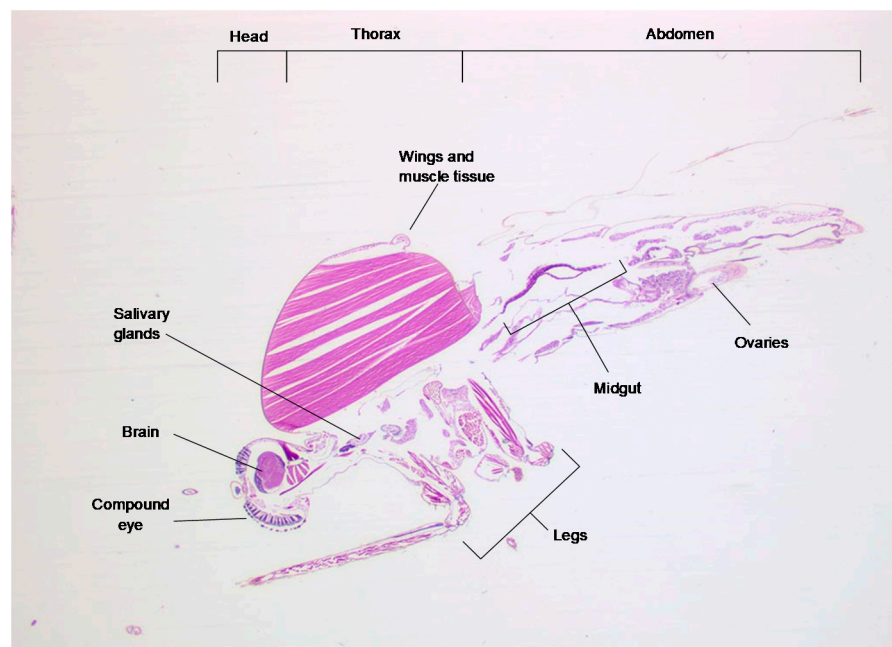 Head
Thorax
Abdomen
Wings and
muscle tissue
Salivary
glands
Ovaries
Midgut
Brain
Compound
eye
Legs